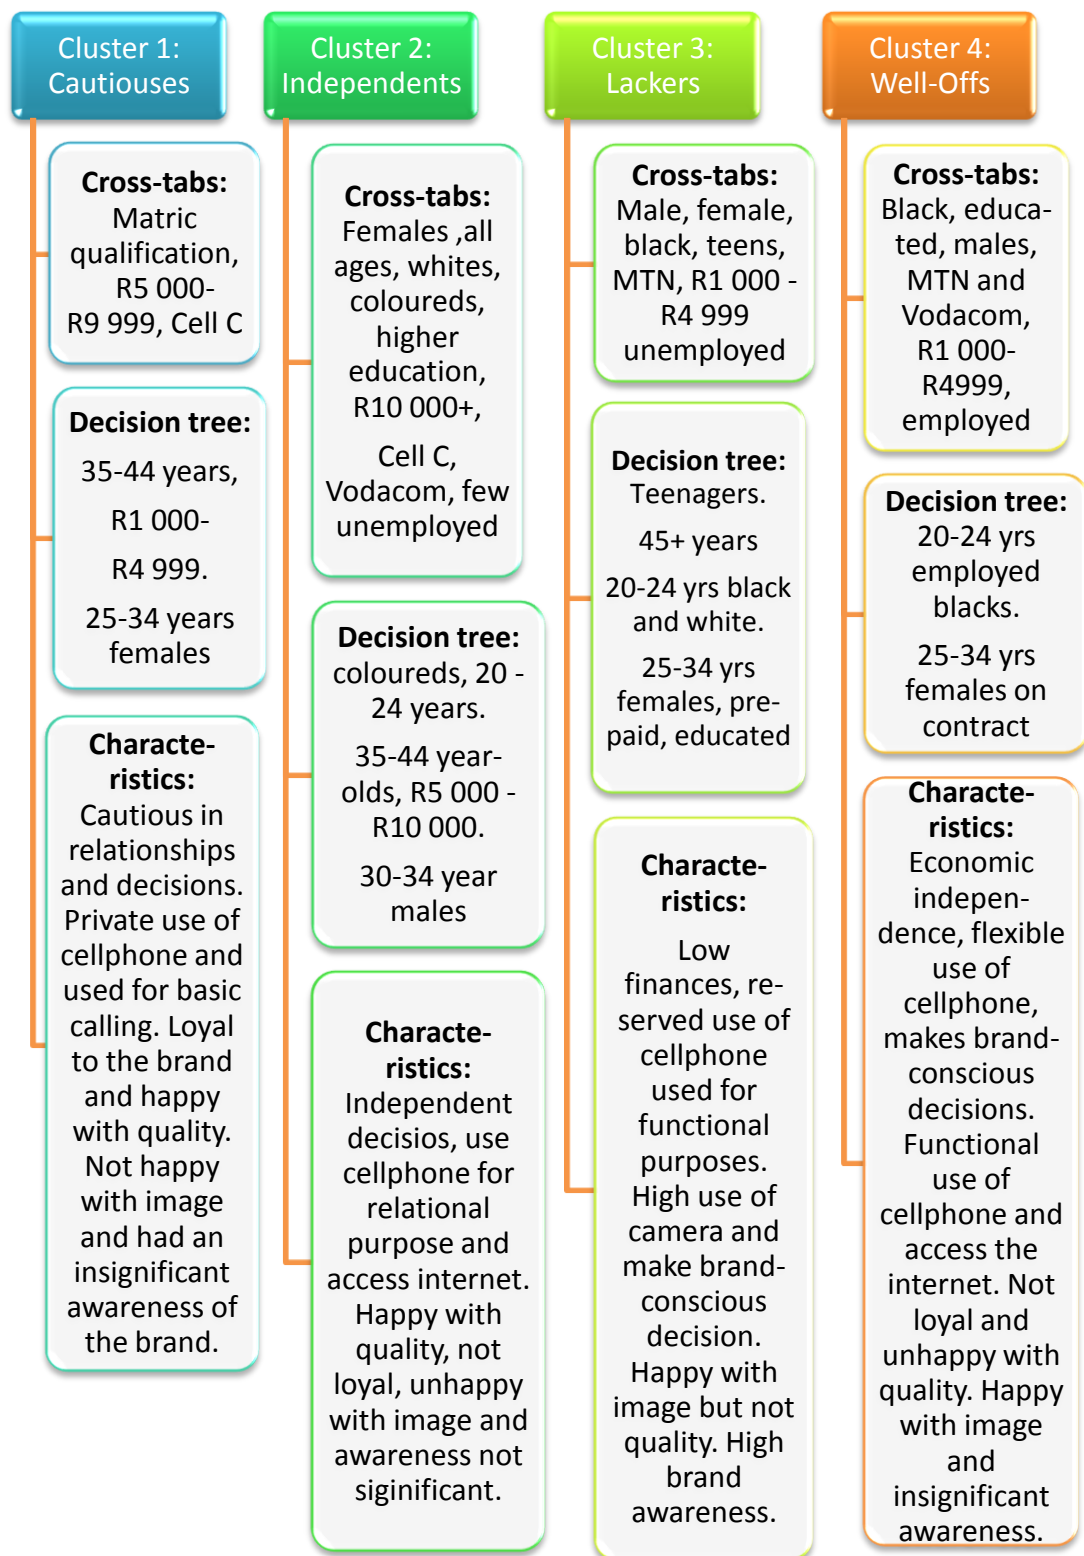 Cluster 1:
Cautiouses
Cross-tabs:
Matric
qualification,
R5 000-
R9 999, Cell C
Decision tree:
35-44 years,
R1 000-
R4 999.
25-34 years
females
Characte-
ristics:
Cautious in
relationships
and decisions.
Private use of
cellphone and
used for basic
calling. Loyal
to the brand
and happy
with quality.
Not happy
with image
and had an
insignificant
awareness of
the brand.
Cluster 2:
Independents
Cross-tabs:
Females ,all
ages, whites,
coloureds,
higher
education,
R10 000+,
Cell C,
Vodacom, few
unemployed
Decision tree:
coloureds, 20 -
24 years.
35-44 year-
olds, R5 000 -
R10 000.
30-34 year
males
Characte-
ristics:
Independent
decisios, use
cellphone for
relational
purpose and
access internet.
Happy with
quality, not
loyal, unhappy
with image and
awareness not
siginificant.
Cluster 3:
Lackers
Cross-tabs:
Male, female,
black, teens,
MTN, R1 000 -
R4 999
unemployed
Decision tree:
Teenagers.
45+ years
20-24 yrs black
and white.
25-34 yrs
females, pre-
paid, educated
Characte-
ristics:
Low
finances, re-
served use of
cellphone
used for
functional
purposes.
High use of
camera and
make brand-
conscious
decision.
Happy with
image but not
quality. High
brand
awareness.
Cluster 4:
Well-Offs
Cross-tabs:
Black, educa-
ted, males,
MTN and
Vodacom,
R1 000-
R4999,
employed
Decision tree:
20-24 yrs
employed
blacks.
25-34 yrs
females on
contract
Characte-
ristics:
Economic
indepen-
dence, flexible
use of
cellphone,
makes brand-
conscious
decisions.
Functional
use of
cellphone and
access the
internet. Not
loyal and
unhappy with
quality. Happy
with image
and
insignificant
awareness.